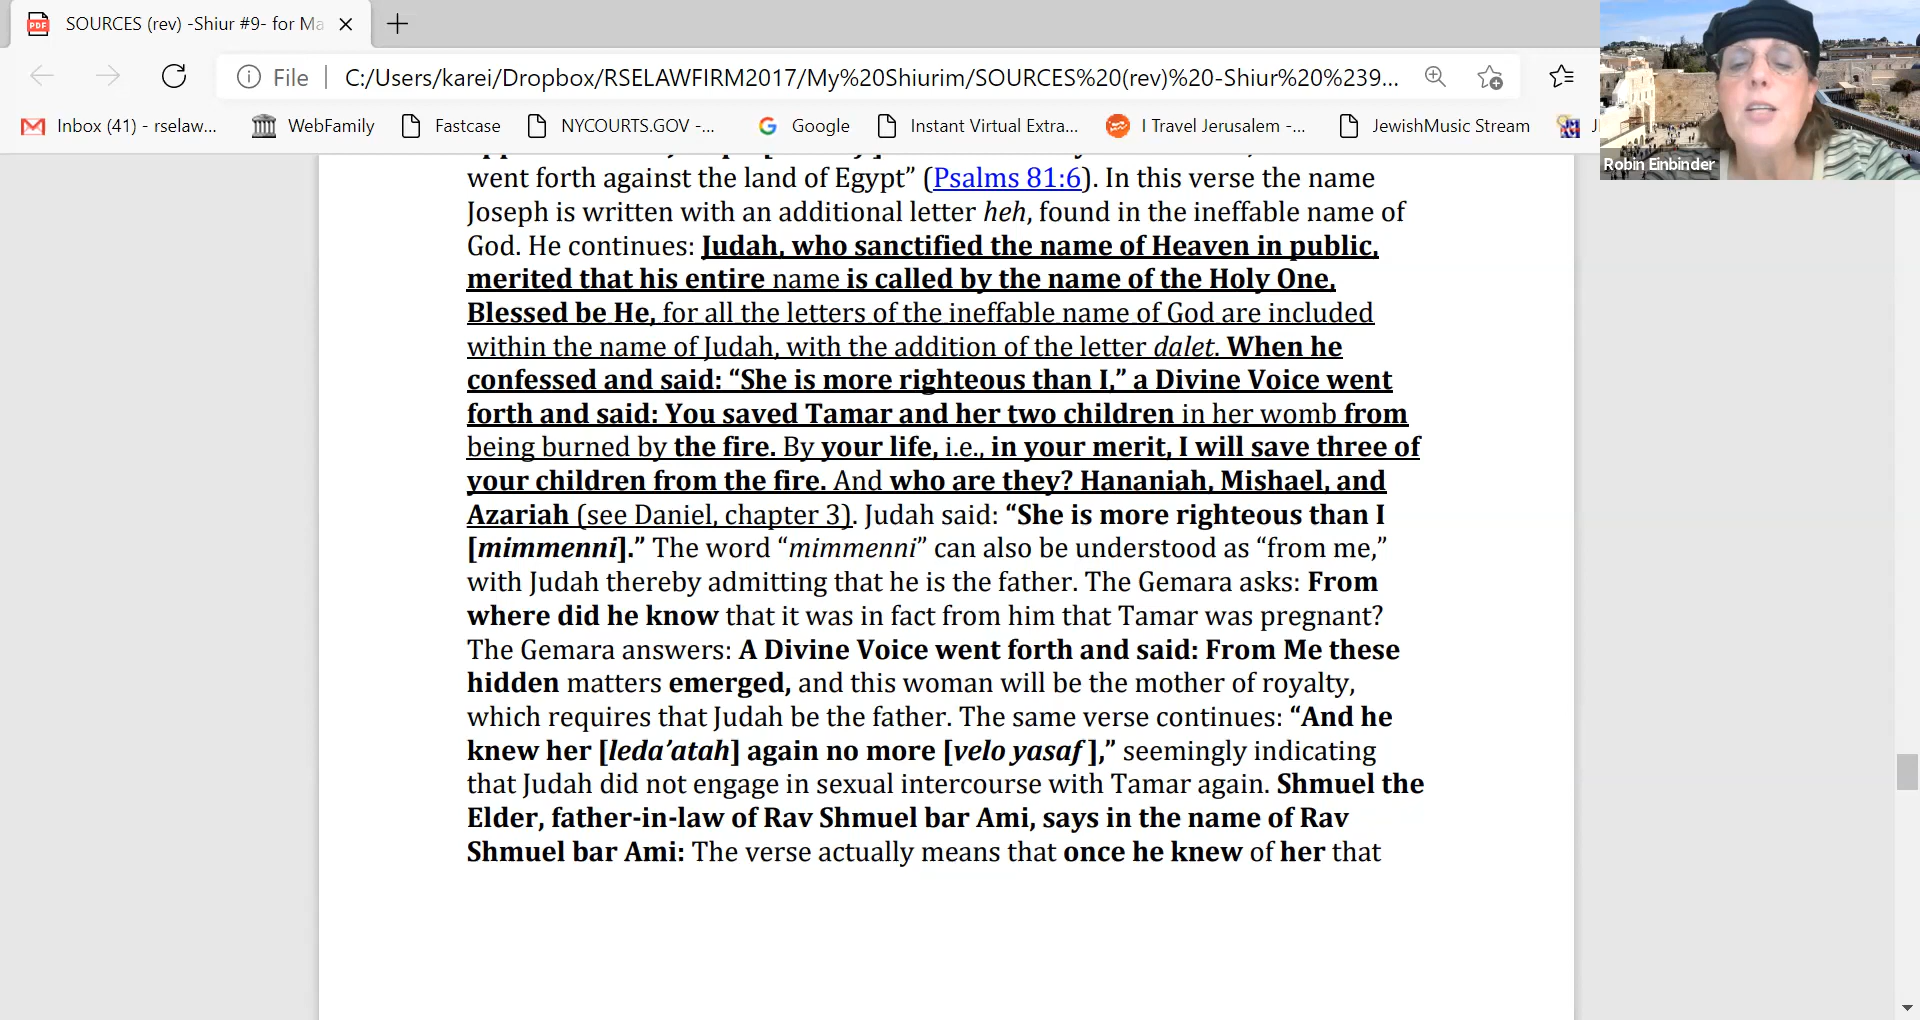 SOURCES (rev) -Shiur #9- for Ma
File
C:/Users/karei/Dropbox/RSELAWFIRM2017/My%20Shiurim/SOURCES%20(rev)%20-Shiur%20%239...
Inbox (41) - rselaw... WebFamily Fastcase NYCOURTS.GOV -... Google Instant Virtual Extra... I Travel Jerusalem -... JewishMusic Stream
Robin Einbinder
went forth against the land of Egypt” (Psalms 81:6). In this verse the name
Joseph is written with an additional letter heh, found in the ineffable name of
God. He continues: Judah, who sanctified the name of Heaven in public,
merited that his entire name is called by the name of the Holy One,
Blessed be He, for all the letters of the ineffable name of God are included
within the name of Judah, with the addition of the letter dalet. When he
confessed and said: “She is more righteous than I,” a Divine Voice went
forth and said: You saved Tamar and her two children in her womb from
being burned by the fire. By your life, i.e., in your merit, I will save three of
your children from the fire. And who are they? Hananiah, Mishael, and
Azariah (see Daniel, chapter 3). Judah said: “She is more righteous than I
[mimmenni].” The word “mimmenni” can also be understood as “from me,”
with Judah thereby admitting that he is the father. The Gemara asks: From
where did he know that it was in fact from him that Tamar was pregnant?
The Gemara answers: A Divine Voice went forth and said: From Me these
hidden matters emerged, and this woman will be the mother of royalty,
which requires that Judah be the father. The same verse continues: “And he
knew her [leda’atah] again no more [velo yasaf],” seemingly indicating
that Judah did not engage in sexual intercourse with Tamar again. Shmuel the
Elder, father-in-law of Rav Shmuel bar Ami, says in the name of Rav
Shmuel bar Ami: The verse actually means that once he knew of her that